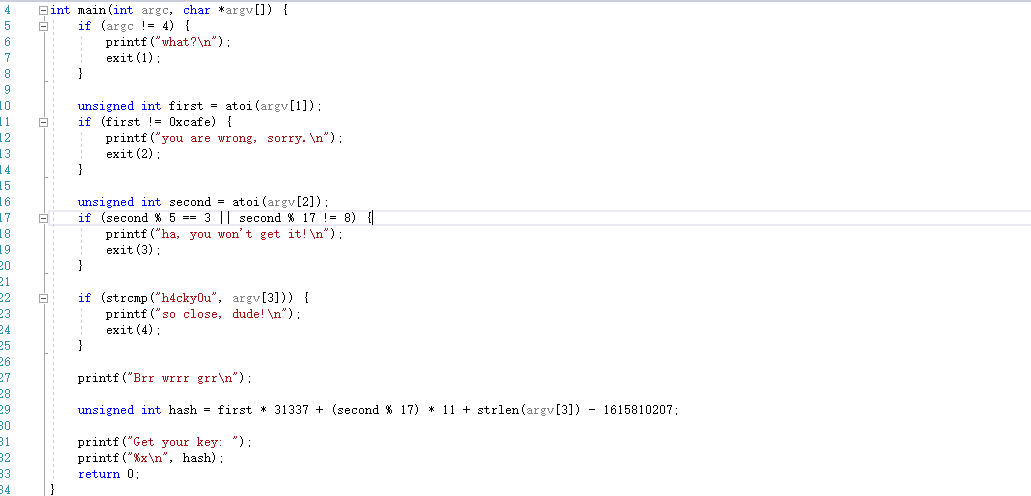 4 int main(int argc, char *argv[]) {
5 if (argc != 4) {
6 printf("what?\n");
7 exit(1);
8 }
9
10 unsigned int first = atoi(argv[1]);
11 if (first != 0xcafe) {
12 printf("you are wrong, sorry.\n");
13 exit(2);
14 }
15
16 unsigned int second = atoi(argv[2]);
17 if (second % 5 == 3 || second % 17 != 8) {
18 printf("ha, you won't get it!\n");
19 exit(3);
20 }
21
22 if (strcmp("h4cky0u", argv[3])) {
23 printf("so close, dude!\n");
24 exit(4);
25 }
26
27 printf("Brr wrrr grr\n");
28
29 unsigned int hash = first * 31337 + (second % 17) * 11 + strlen(argv[3]) - 1615810207;
30
31 printf("Get your key: ");
32 printf("%x\n", hash);
33 return 0;
34 }